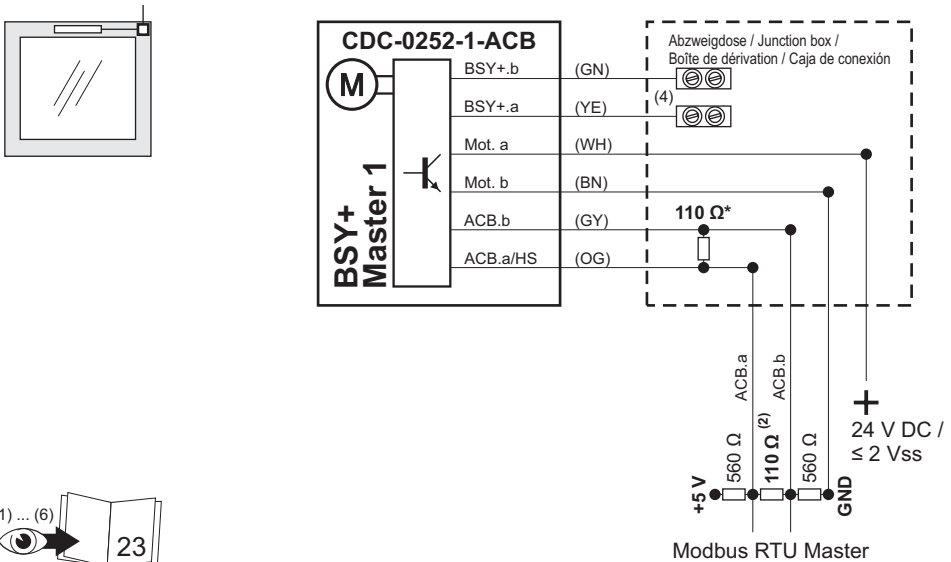 CDC-0252-1-ACB
M
BSY+
Master 1
BSY+.b (GN)
BSY+.a (YE)
Mot. a (WH)
Mot. b (BN)
ACB.b (GY)
ACB.a/HS (OG)
Abzweigdose / Junction box /
Boîte de dérivation / Caja de conexión
(4)
110 Ω*
ACB.a
ACB.b
+
24 V DC /
≤ 2 Vss
+5 V
560 Ω
110 Ω (2)
560 Ω
GND
Modbus RTU Master
1) ... (6)
23